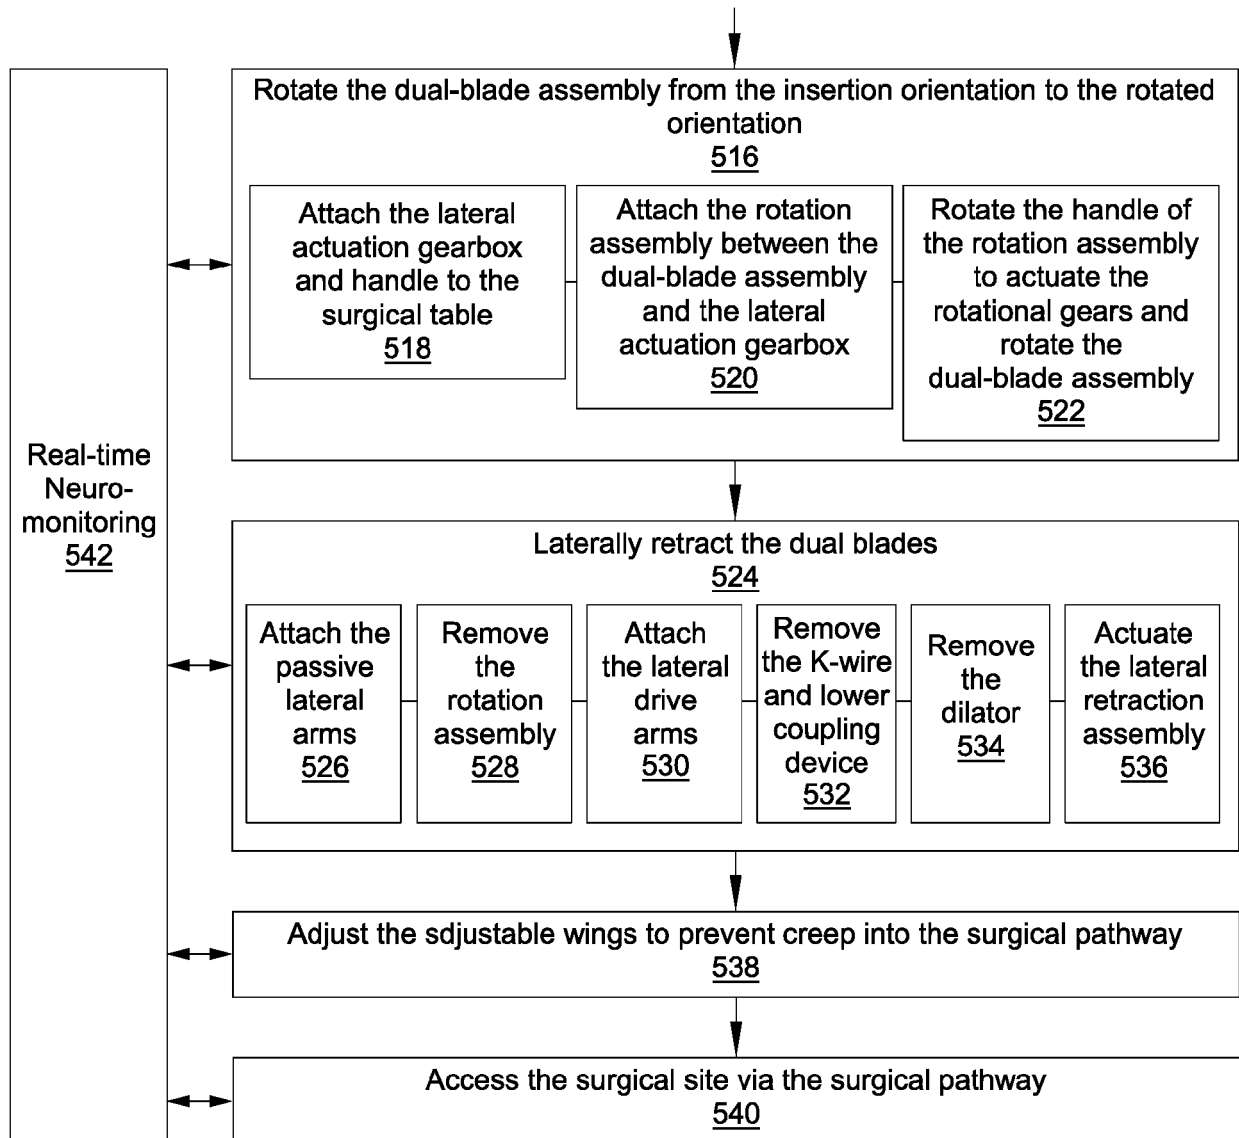 Rotate the dual-blade assembly from the insertion orientation to the rotated
orientation
516
Attach the lateral
actuation gearbox
and handle to the
surgical table
518
Attach the rotation
assembly between the
dual-blade assembly
and the lateral
actuation gearbox
520
Rotate the handle of
the rotation assembly
to actuate the
rotational gears and
rotate the
dual-blade assembly
522
Real-time
Neuro-
monitoring
542
Laterally retract the dual blades
524
Attach the
passive
lateral
arms
526
Remove
the
rotation
assembly
528
Attach
the lateral
drive
arms
530
Remove
the K-wire
and lower
coupling
device
532
Remove
the
dilator
534
Actuate
the lateral
retraction
assembly
536
Adjust the sdjustable wings to prevent creep into the surgical pathway
538
Access the surgical site via the surgical pathway
540